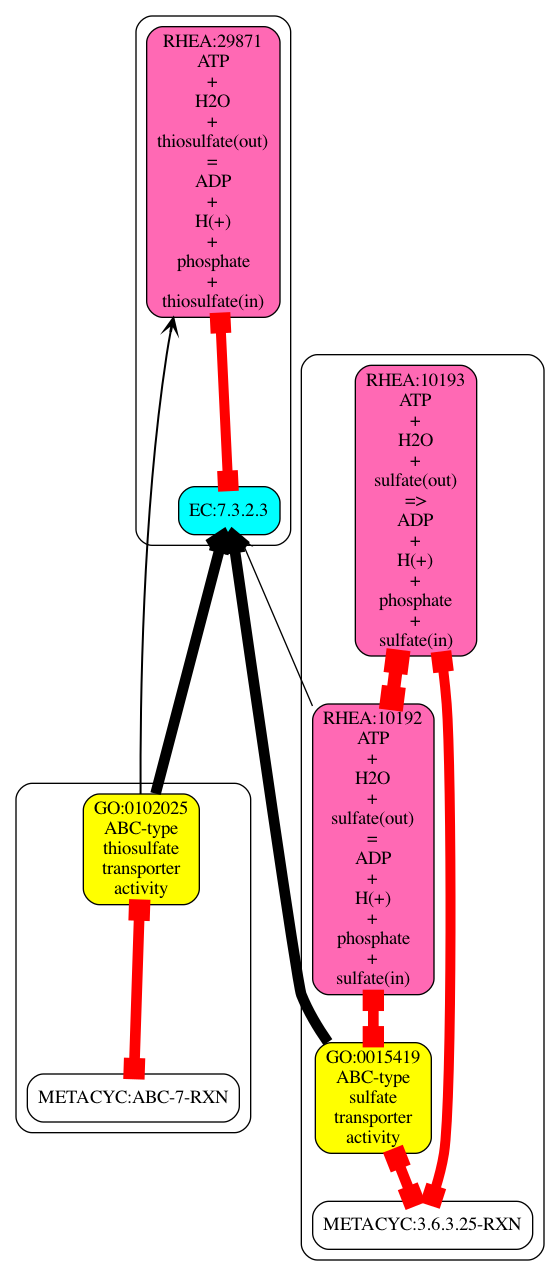 RHEA:29871
ATP
+
H2O
+
thiosulfate(out)
=
ADP
+
H(+)
+
phosphate
+
thiosulfate(in)
EC:7.3.2.3
RHEA:10193
ATP
+
H2O
+
sulfate(out)
=>
ADP
+
H(+)
+
phosphate
+
sulfate(in)
RHEA:10192
ATP
+
H2O
+
sulfate(out)
=
ADP
+
H(+)
+
phosphate
+
sulfate(in)
GO:0102025
ABC-type
thiosulfate
transporter
activity
METACYC:ABC-7-RXN
GO:0015419
ABC-type
sulfate
transporter
activity
METACYC:3.6.3.25-RXN